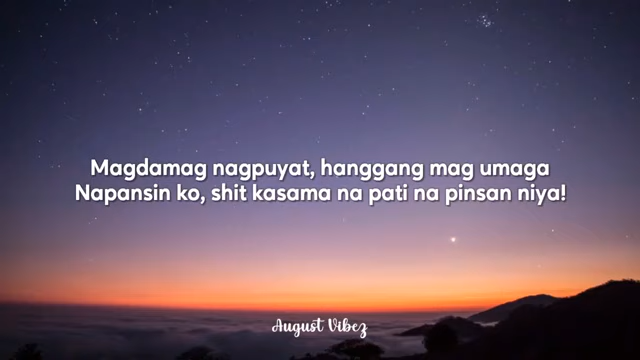 Magdamag nagpuyat, hanggang mag umaga
Napansin ko, shit kasama na pati na pinsan niya!
August Vibez